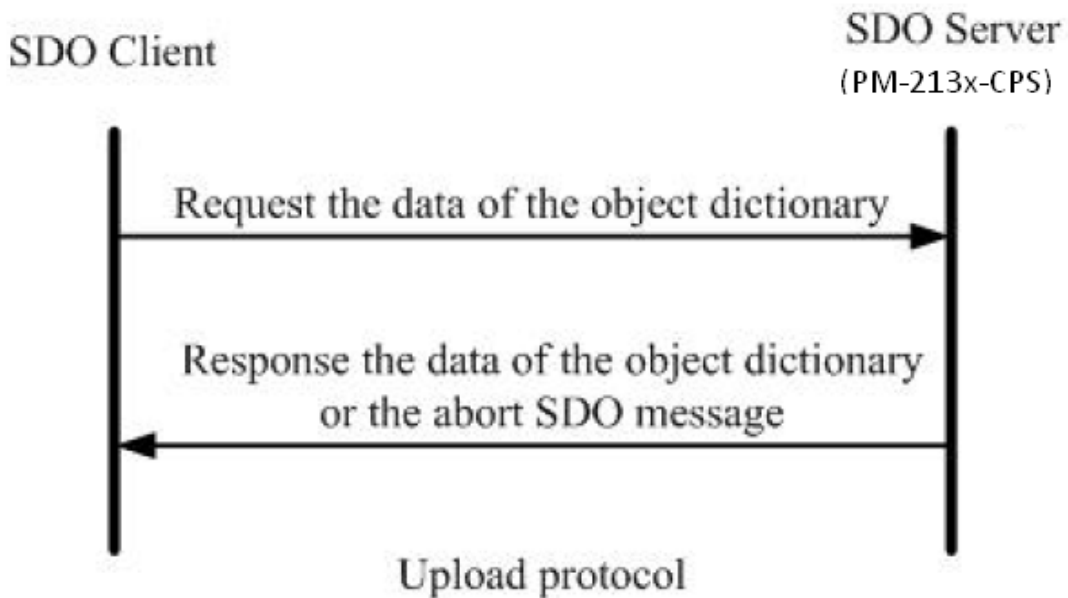 SDO Client
SDO Server
(PM-213x-CPS)
Request the data of the object dictionary
Response the data of the object dictionary
or the abort SDO message
Upload protocol